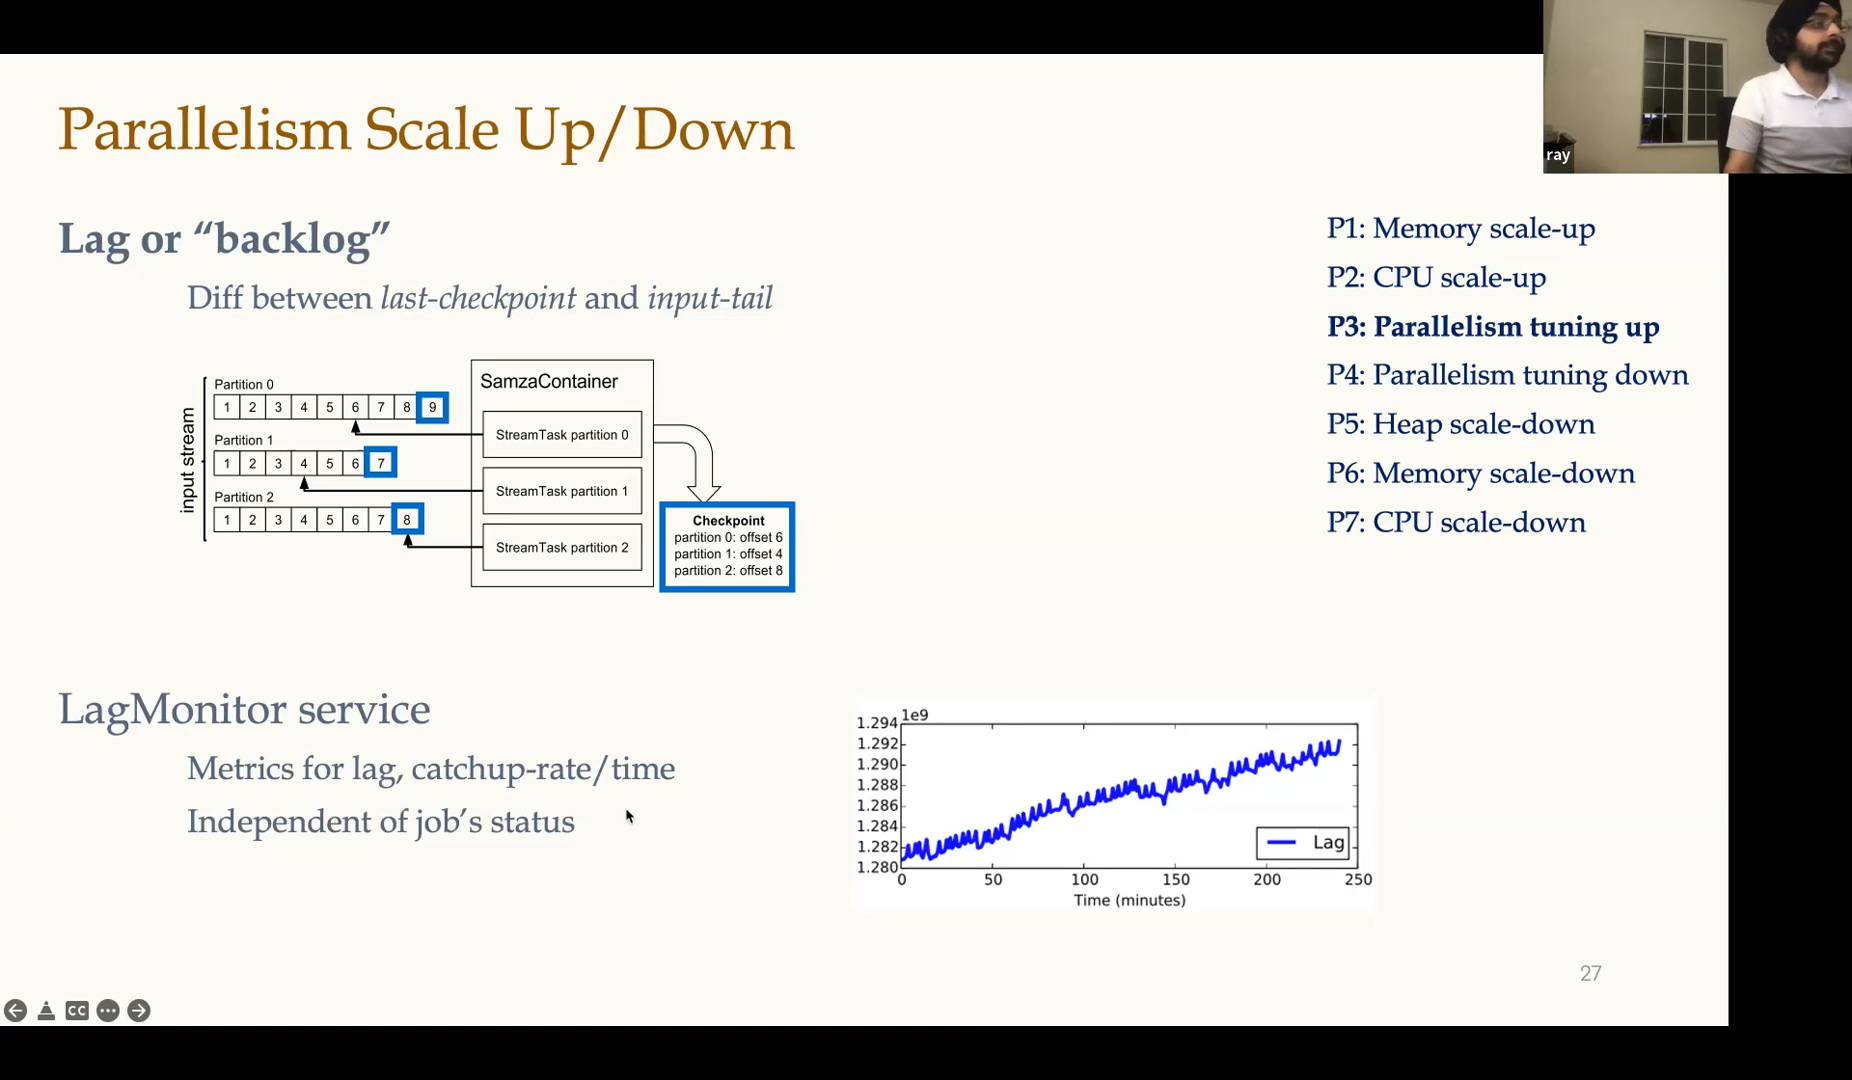 Parallelism Scale Up/Down
ray
Lag or “backlog”
Diff between last-checkpoint and input-tail
P1: Memory scale-up
P2: CPU scale-up
P3: Parallelism tuning up
P4: Parallelism tuning down
P5: Heap scale-down
P6: Memory scale-down
P7: CPU scale-down
input stream
Partition 0
1 2 3 4 5 6 7 8 9
Partition 1
1 2 3 4 5 6 7
Partition 2
1 2 3 4 5 6 7 8
SamzaContainer
StreamTask partition 0
StreamTask partition 1
StreamTask partition 2
Checkpoint
partition 0: offset 6
partition 1: offset 4
partition 2: offset 8
LagMonitor service
Metrics for lag, catchup-rate/time
Independent of job’s status
1e9
1.294
1.292
1.290
1.288
1.286
1.284
1.282
1.280
Lag
0 50 100 150 200 250
Time (minutes)
27
CC